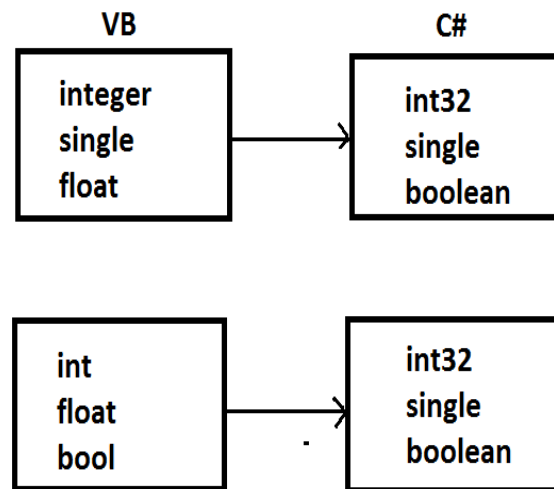 VB C#
integer
single
float
int32
single
boolean
int
float
bool
int32
single
boolean